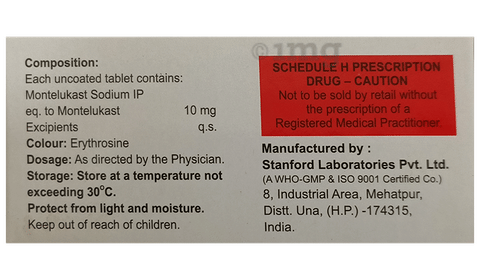 ©1mg
Composition:
Each uncoated tablet contains:
Montelukast Sodium IP
eq. to Montelukast 10 mg
Excipients q.s.
Colour: Erythrosine
Dosage: As directed by the Physician.
Storage: Store at a temperature not
exceeding 30°C.
Protect from light and moisture.
Keep out of reach of children.
SCHEDULE H PRESCRIPTION
DRUG – CAUTION
Not to be sold by retail without
the prescription of a
Registered Medical Practitioner.
Manufactured by :
Stanford Laboratories Pvt. Ltd.
(A WHO-GMP & ISO 9001 Certified Co.)
8, Industrial Area, Mehatpur,
Distt. Una, (H.P.) -174315,
India.